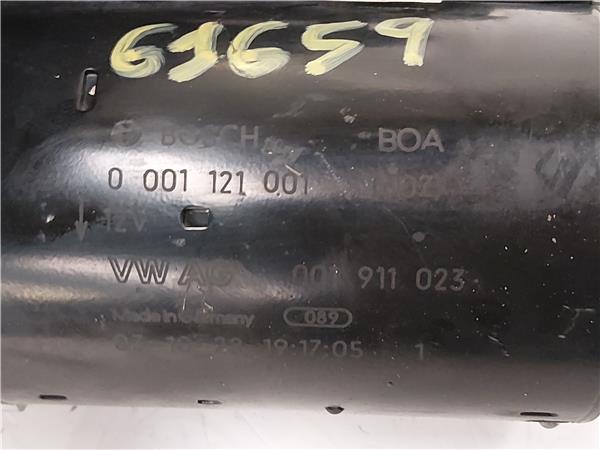 61659
BOSCH BOA
0 001 121 001
12V
VW AG 001 911 023
Made in Germany 089
19:17:05 1